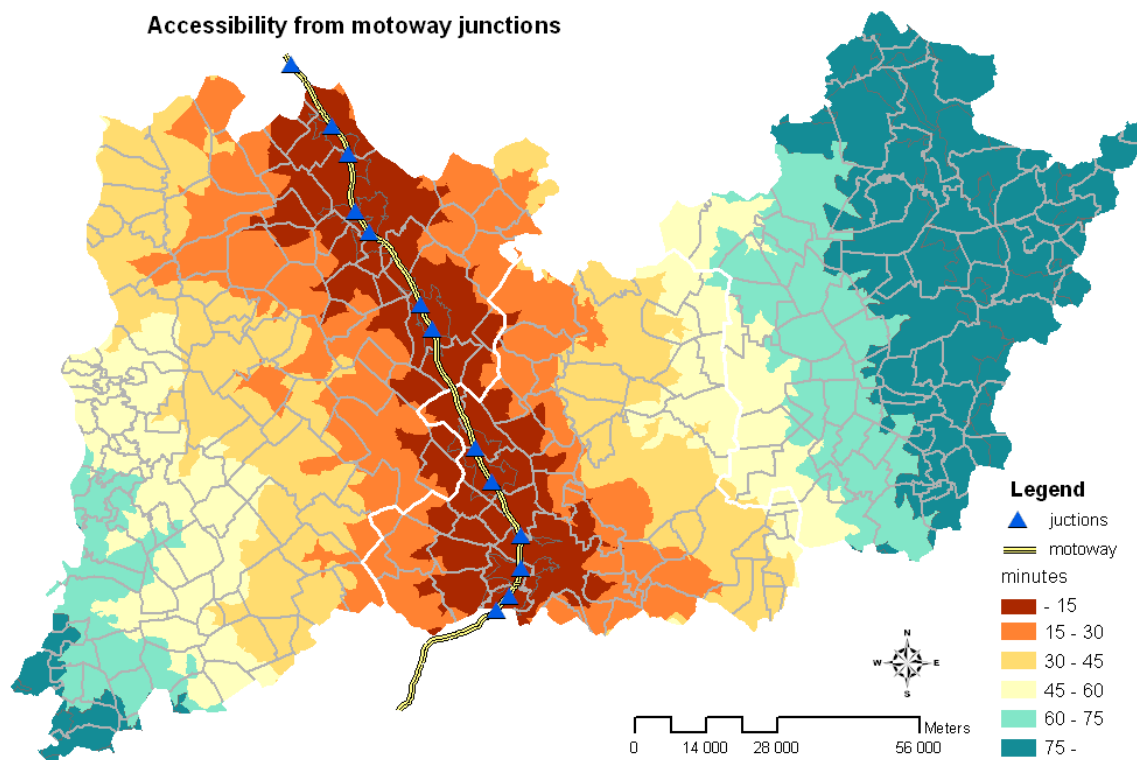 Accessibility from motoway junctions
Legend
juctions
motoway
minutes
- 15
15 - 30
30 - 45
45 - 60
60 - 75
75 -
N
W E
S
Meters
0 14 000 28 000 56 000